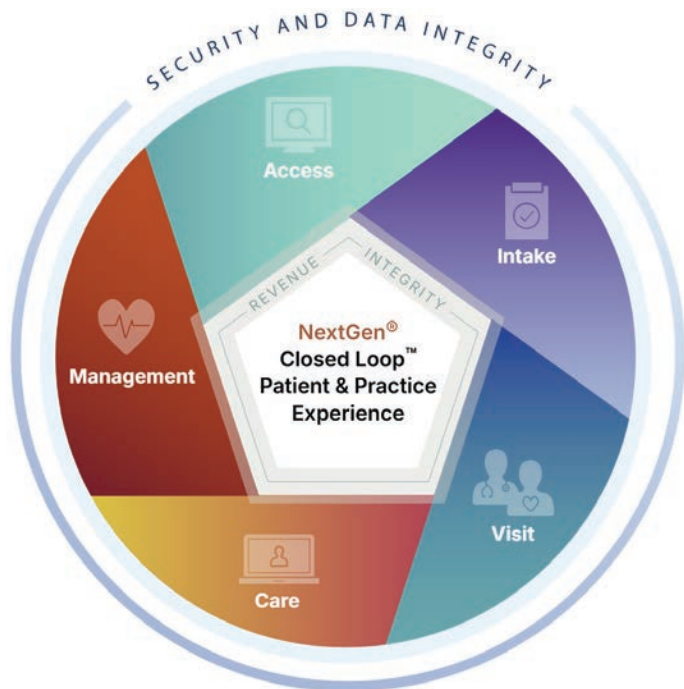 SECURITY AND DATA INTEGRITY
Access
Intake
REVENUE INTEGRITY
NextGen®
Closed Loop™
Patient & Practice
Experience
Management
Visit
Care